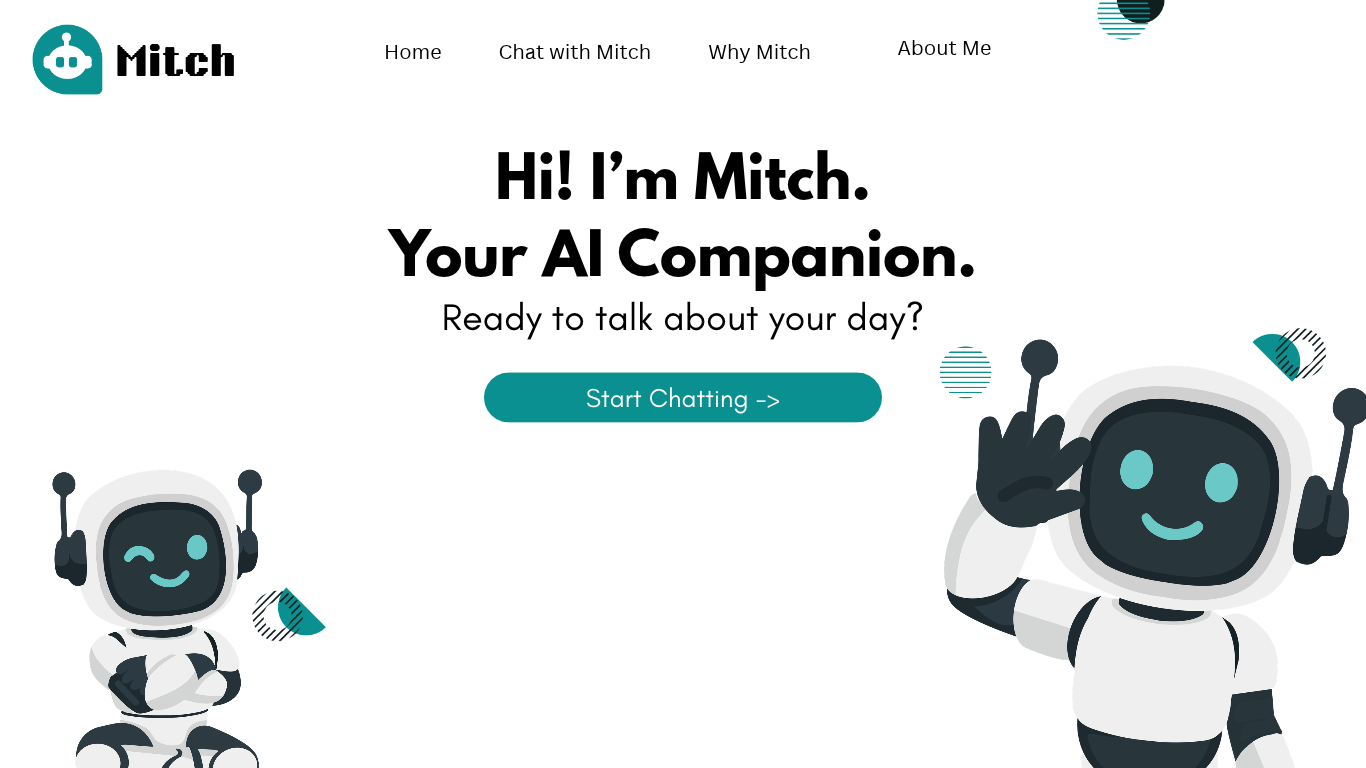 Mitch
Home Chat with Mitch Why Mitch About Me
Hi! I’m Mitch.
Your AI Companion.
Ready to talk about your day?
Start Chatting ->